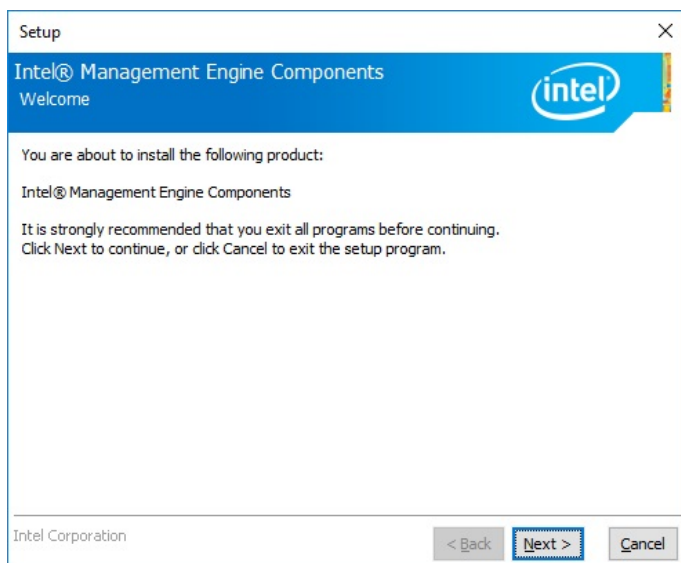 Setup
Intel® Management Engine Components
Welcome
intel
You are about to install the following product:
Intel® Management Engine Components
It is strongly recommended that you exit all programs before continuing.
Click Next to continue, or click Cancel to exit the setup program.
Intel Corporation
< Back Next > Cancel